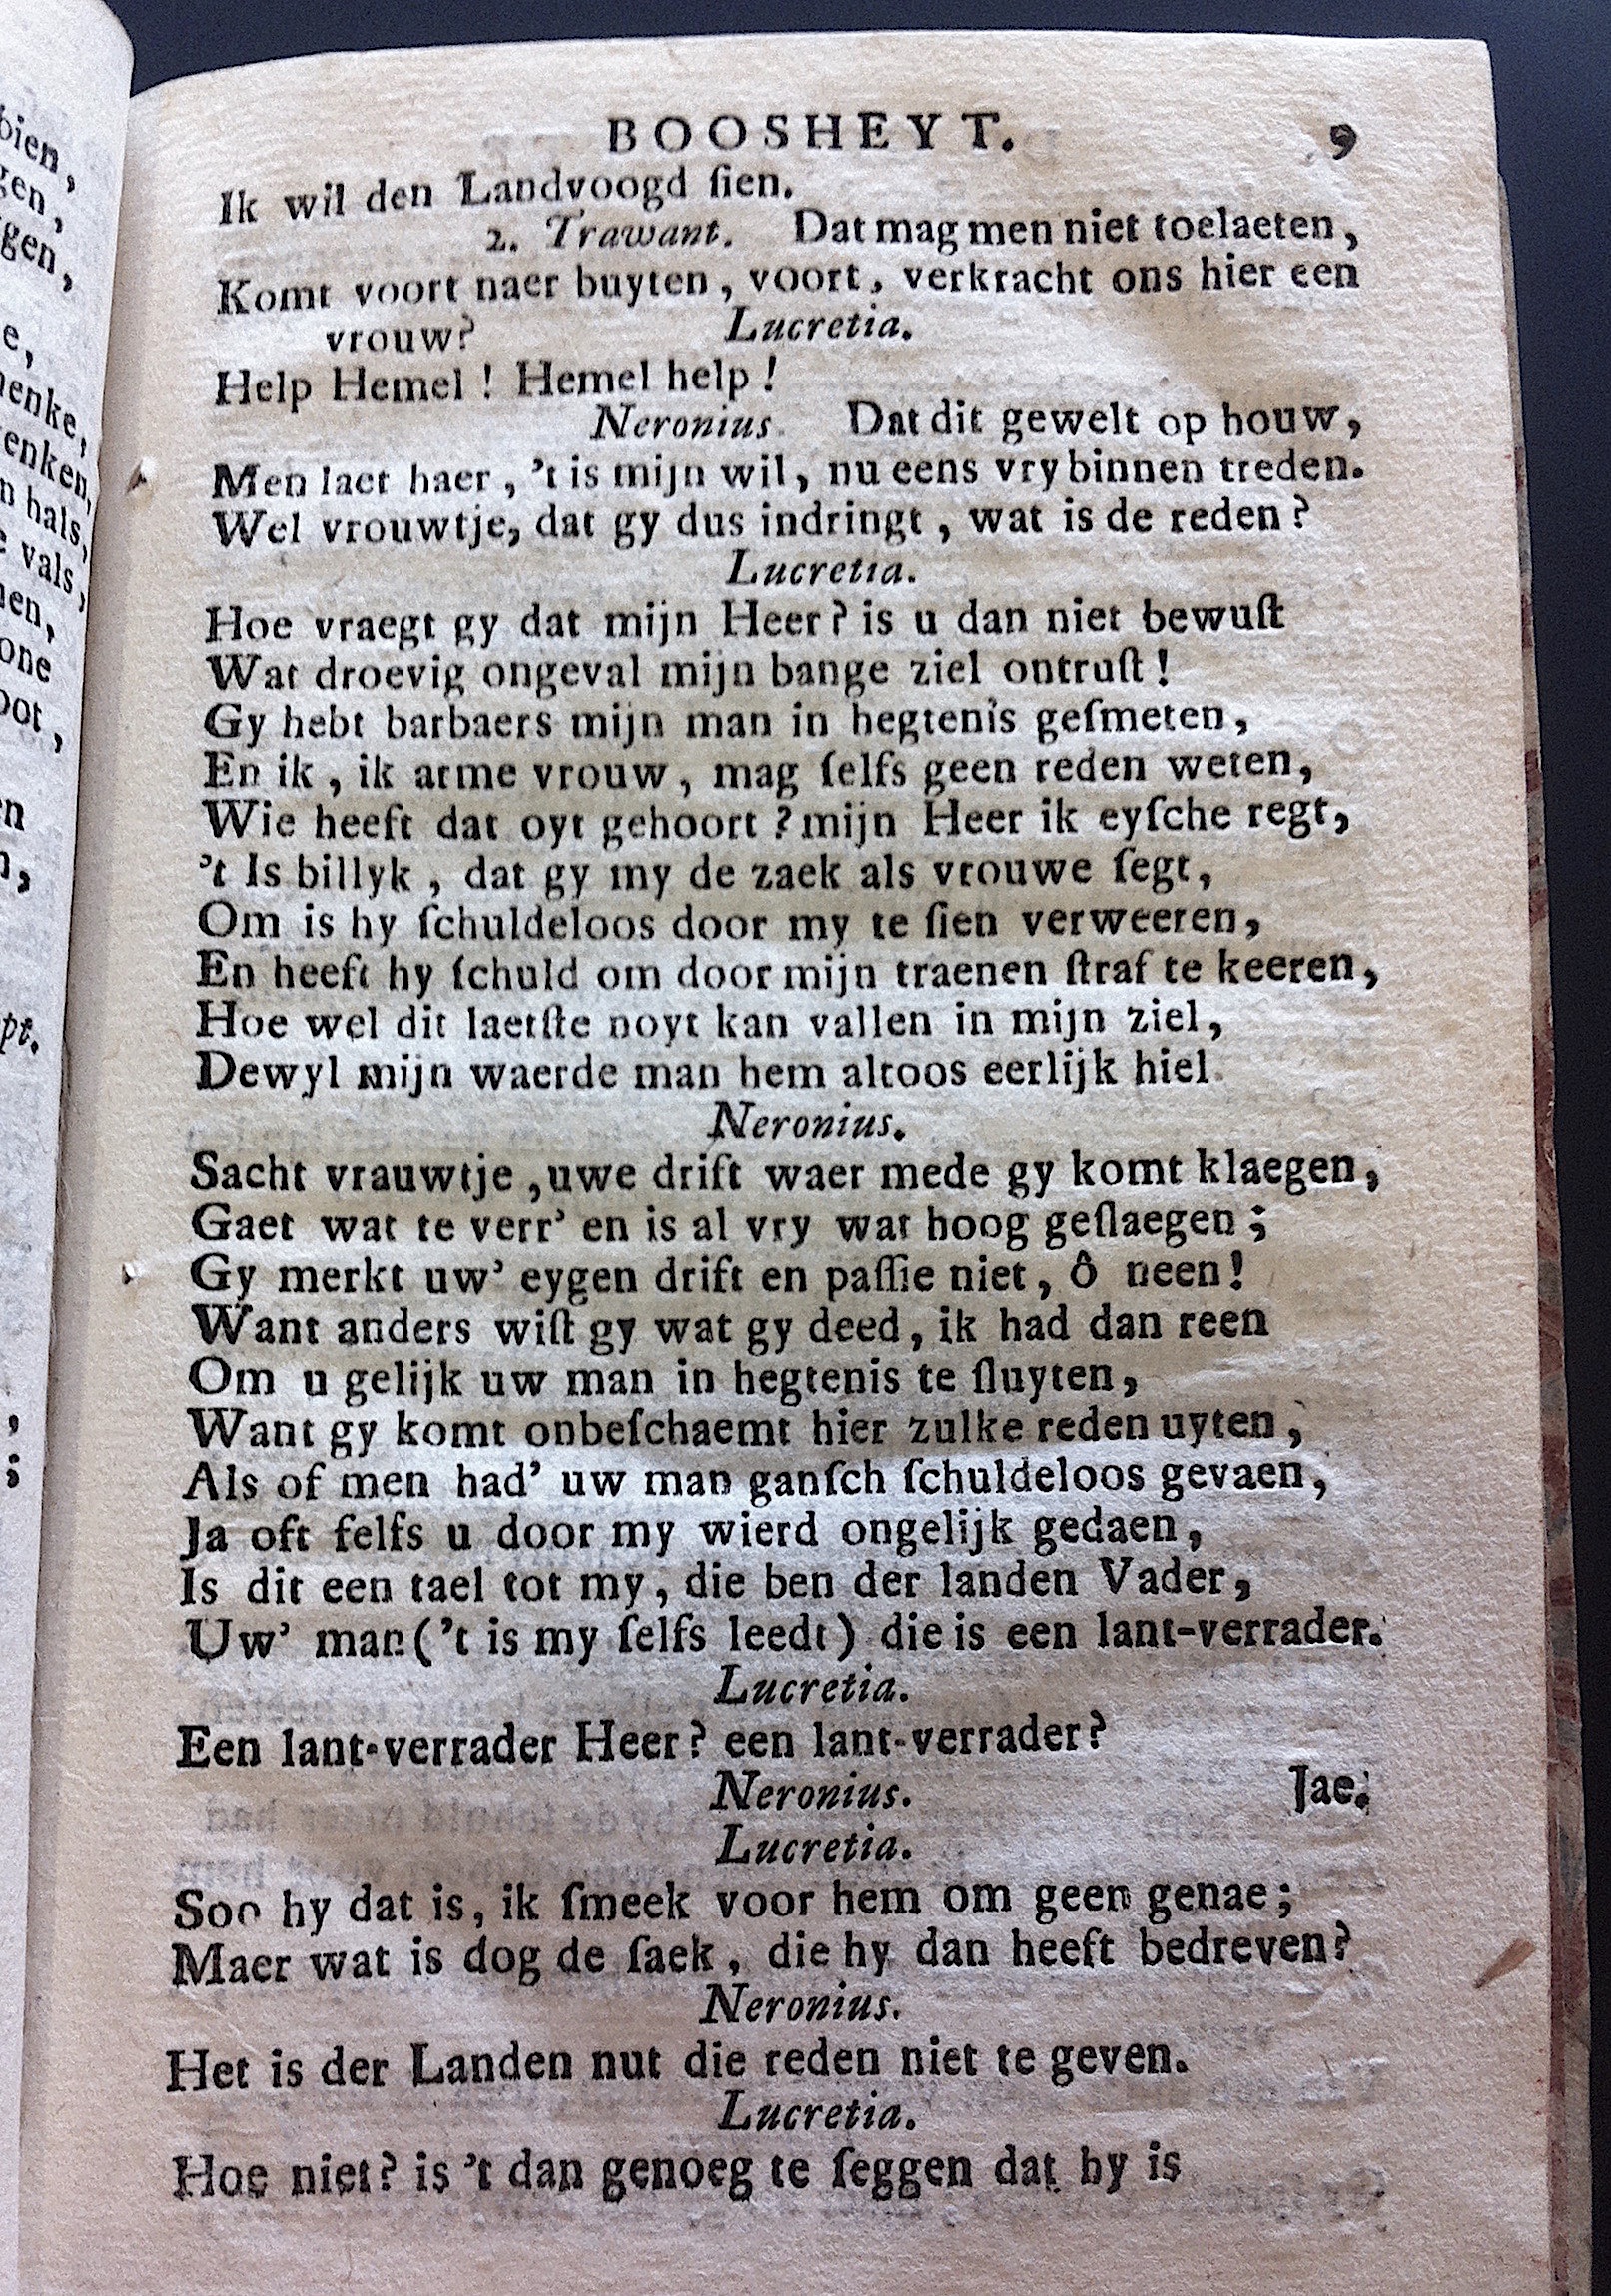 BOOSHEYT. 9
Ik wil den Landvoogd ſien.
2. Trawant. Dat mag men niet toelaeten,
Komt voort naer buyten, voort, verkracht ons hier een
vrouw? Lucretia.
Help Hemel! Hemel help!
Neronius. Dat dit gewelt op houw,
Men laet haer, 't is mijn wil, nu eens vry binnen treden.
Wel vrouwtje, dat gy dus indringt, wat is de reden?
Lucretia.
Hoe vraegt gy dat mijn Heer? is u dan niet bewuſt
Wat droevig ongeval mijn bange ziel ontruſt!
Gy hebt barbaers mijn man in hegtenis geſmeten,
En ik, ik arme vrouw, mag ſelfs geen reden weten,
Wie heeft dat oyt gehoort? mijn Heer ik eyſche regt,
't Is billyk, dat gy my de zaek als vrouwe ſegt,
Om is hy ſchuldeloos door my te ſien verweeren,
En heeft hy ſchuld om door mijn traenen ſtraf te keeren,
Hoe wel dit laetſte noyt kan vallen in mijn ziel,
Dewyl mijn waerde man hem altoos eerlijk hiel.
Neronius.
Sacht vrauwtje, uwe drift waer mede gy komt klaegen,
Gaet wat te verr' en is al vry wat hoog geſlaegen;
Gy merkt uw' eygen drift en paſſie niet, ô neen!
Want anders wiſt gy wat gy deed, ik had dan reen
Om u gelijk uw man in hegtenis te ſluyten,
Want gy komt onbeſchaemt hier zulke reden uyten,
Als of men had' uw man ganſch ſchuldeloos gevaen,
Ja oft felfs u door my wierd ongelijk gedaen,
Is dit een tael tot my, die ben der landen Vader,
Uw' man ('t is my ſelfs leedt) die is een lant-verrader.
Lucretia.
Een lant-verrader Heer? een lant-verrader?
Neronius. Jae.
Lucretia.
Soo hy dat is, ik ſmeek voor hem om geen genae;
Maer wat is dog de ſaek, die hy dan heeft bedreven?
Neronius.
Het is der Landen nut die reden niet te geven.
Lucretia.
Hoe niet? is 't dan genoeg te ſeggen dat hy is